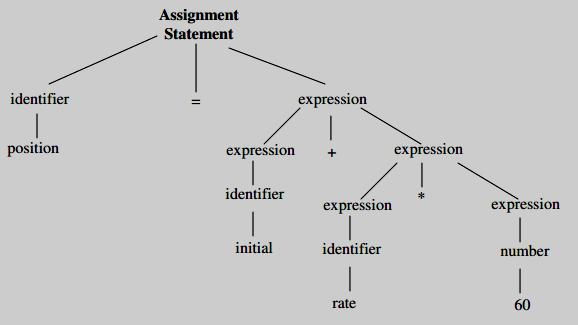 Assignment
Statement
identifier = expression
position
expression + expression
identifier
expression * expression
initial
identifier
number
rate
60